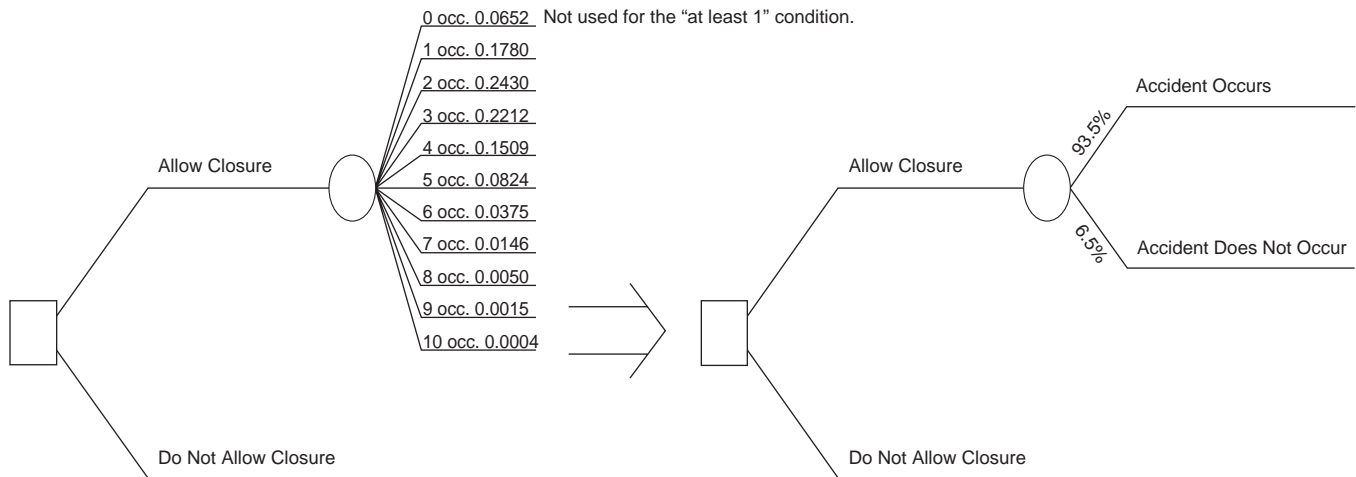 0 occ. 0.0652 Not used for the “at least 1” condition.
1 occ. 0.1780
2 occ. 0.2430
3 occ. 0.2212
4 occ. 0.1509
5 occ. 0.0824
6 occ. 0.0375
7 occ. 0.0146
8 occ. 0.0050
9 occ. 0.0015
10 occ. 0.0004
Allow Closure
Do Not Allow Closure
Accident Occurs
93.5%
Allow Closure
6.5%
Accident Does Not Occur
Do Not Allow Closure